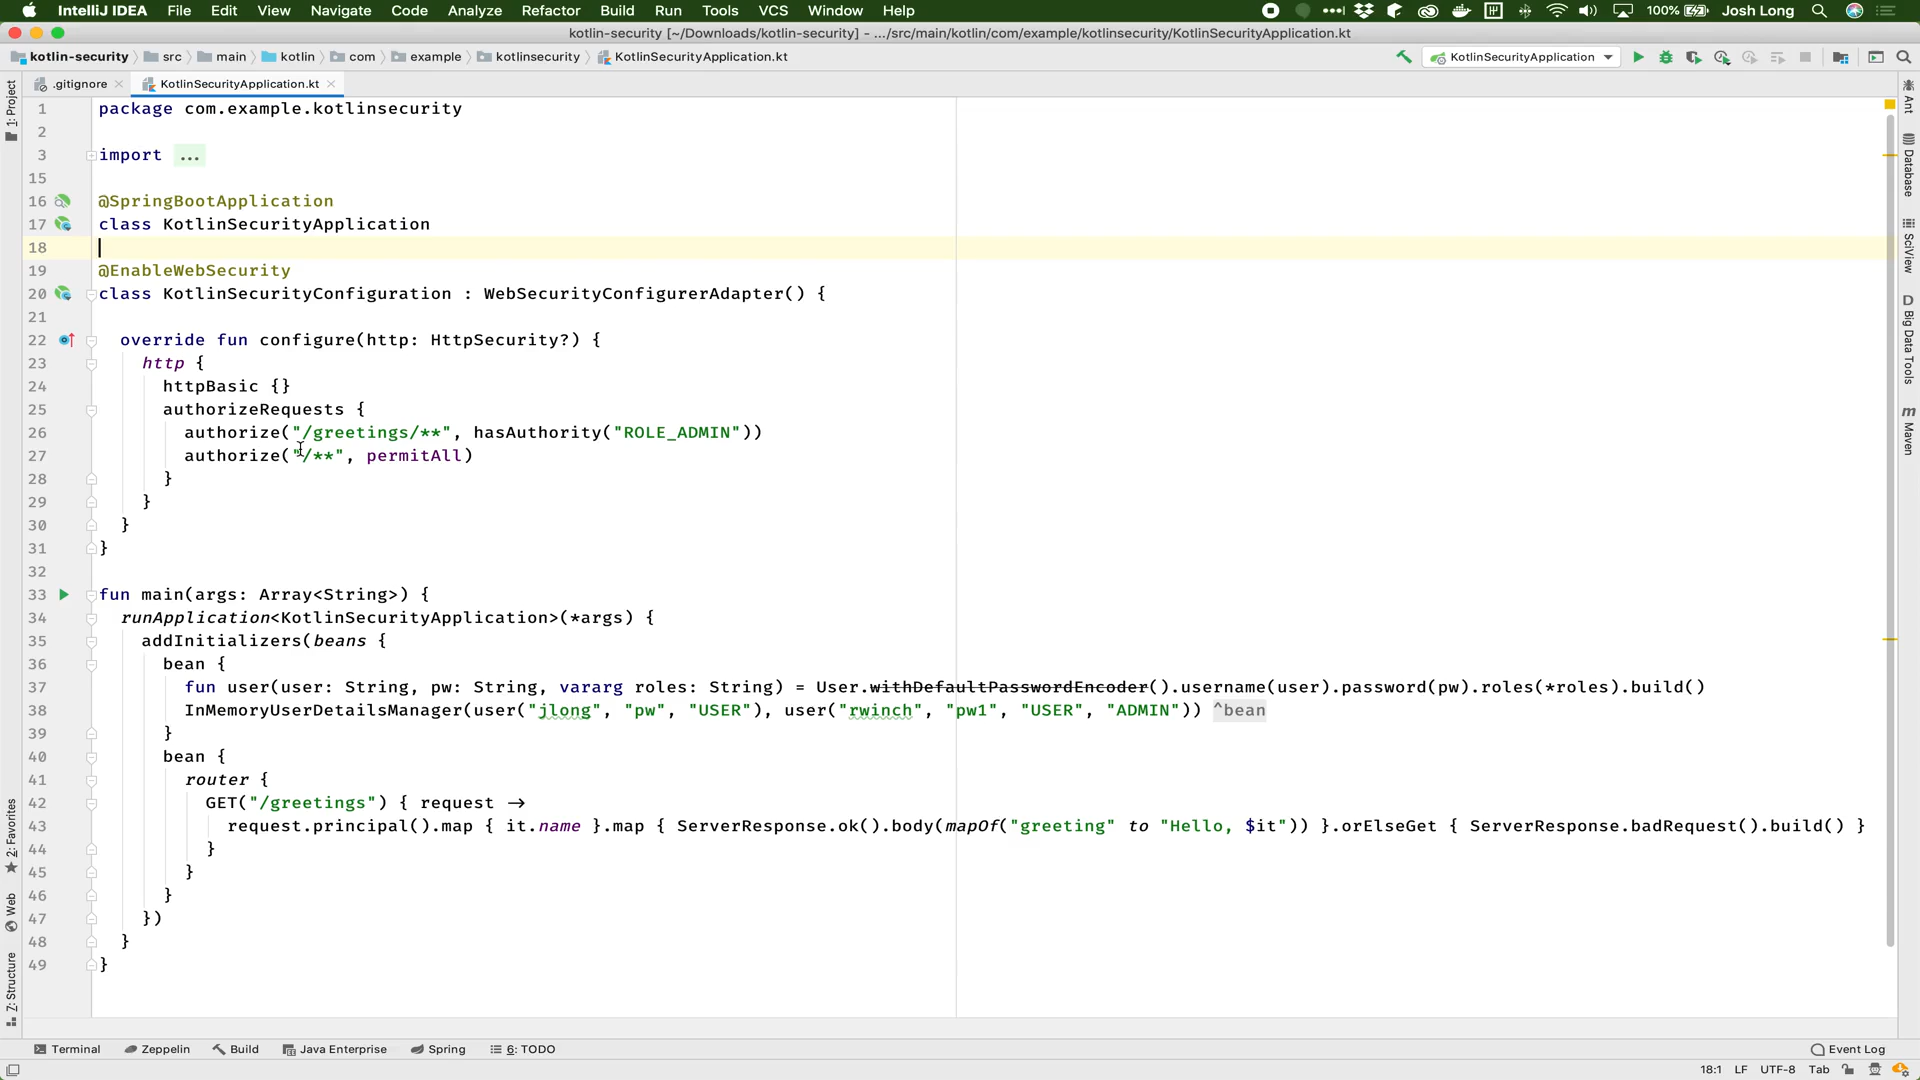 IntelliJ IDEA File Edit View Navigate Code Analyze Refactor Build Run Tools VCS Window Help 100% Josh Long
kotlin-security [~/Downloads/kotlin-security] - .../src/main/kotlin/com/example/kotlinsecurity/KotlinSecurityApplication.kt
kotlin-security src main kotlin com example kotlinsecurity KotlinSecurityApplication.kt KotlinSecurityApplication
.gitignore KotlinSecurityApplication.kt
1: Project
1 package com.example.kotlinsecurity
2
3 import ...
15
16 @SpringBootApplication
17 class KotlinSecurityApplication
18
19 @EnableWebSecurity
20 class KotlinSecurityConfiguration : WebSecurityConfigurerAdapter() {
21
22 override fun configure(http: HttpSecurity?) {
23 http {
24 httpBasic {}
25 authorizeRequests {
26 authorize("/greetings/**", hasAuthority("ROLE_ADMIN"))
27 authorize("/**", permitAll)
28 }
29 }
30 }
31 }
32
33 fun main(args: Array<String>) {
34 runApplication<KotlinSecurityApplication>(*args) {
35 addInitializers(beans {
36 bean {
37 fun user(user: String, pw: String, vararg roles: String) = User.withDefaultPasswordEncoder().username(user).password(pw).roles(*roles).build()
38 InMemoryUserDetailsManager(user("jlong", "pw", "USER"), user("rwinch", "pw1", "USER", "ADMIN")) ^bean
39 }
40 bean {
41 router {
42 GET("/greetings") { request →
43 request.principal().map { it.name }.map { ServerResponse.ok().body(mapOf("greeting" to "Hello, $it")) }.orElseGet { ServerResponse.badRequest().build() }
44 }
45 }
46 }
47 })
48 }
49 }
2: Favorites
Web
Z: Structure
Ant
Database
SciView
D Big Data Tools
m Maven
Terminal Zeppelin Build Java Enterprise Spring 6: TODO Event Log
18:1 LF UTF-8 Tab